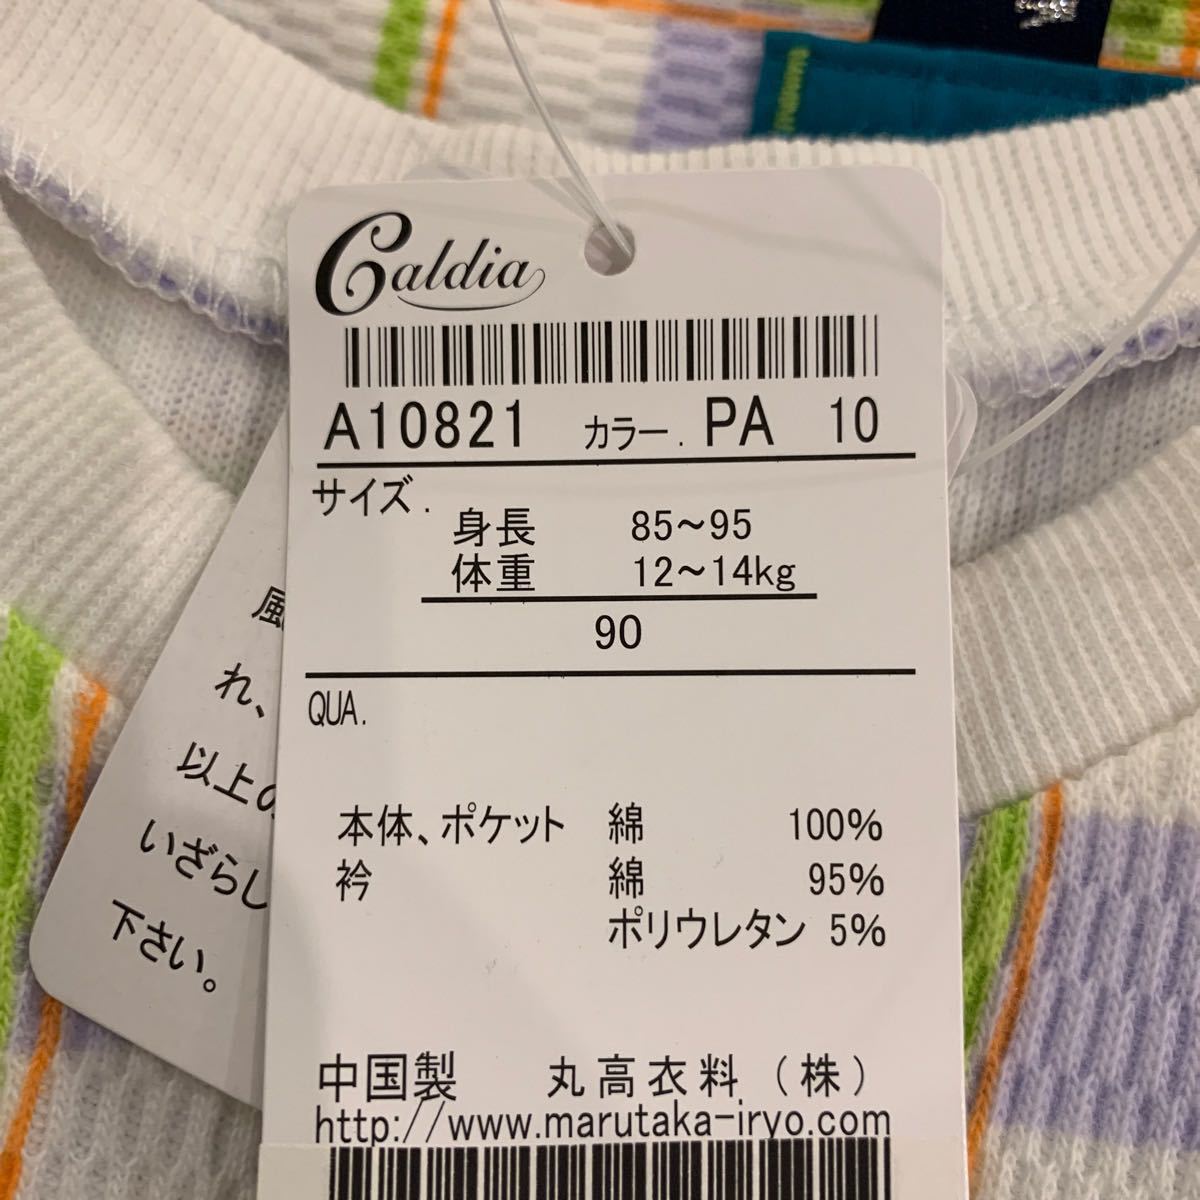 Caldia
A10821 カラー. PA 10
サイズ.
身長 85～95
体重 12～14kg
90
QUA.
本体、ポケット 綿 100%
衿 綿 95%
ポリウレタン 5%
中国製 丸高衣料（株）
http://www.marutaka-iryo.com
れ、
以上の
いざらし
下さい。